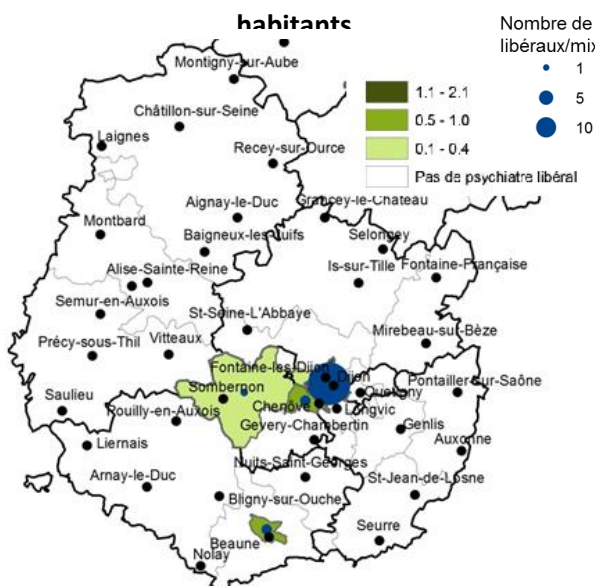 habitants
Nombre de
libéraux/mix
1
5
10
1.1 - 2.1
0.5 - 1.0
0.1 - 0.4
Pas de psychiatre libéral
Montigny-sur-Aube
Châtillon-sur-Seine
Laignes
Recey-sur-Ource
Aignay-le-Duc
Grancey-le-Château
Montbard
Baigneux-les-Juifs
Selongey
Alise-Sainte-Reine
Is-sur-Tille
Fontaine-Française
Semur-en-Auxois
St-Seine-L'Abbaye
Mirebeau-sur-Bèze
Précy-sous-Thil
Vitteaux
Fontaine-les-Dijon
Dijon
Pontailler-sur-Saône
Sombernon
Quetigny
Saulieu
Chenôve
Longvic
Pouilly-en-Auxois
Gevery-Chambertin
Genlis
Liernais
Auxonne
Nuits-Saint-Georges
Arnay-le-Duc
St-Jean-de-Losne
Bligny-sur-Ouche
Seurre
Beaune
Nolay